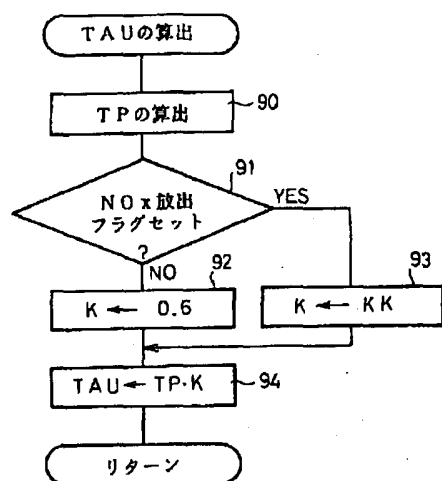 TAUの算出
TPの算出
90
91
NOx放出
フラグセット
?
YES
NO
92
K ← 0.6
93
K ← KK
TAU ← TP·K
94
リターン